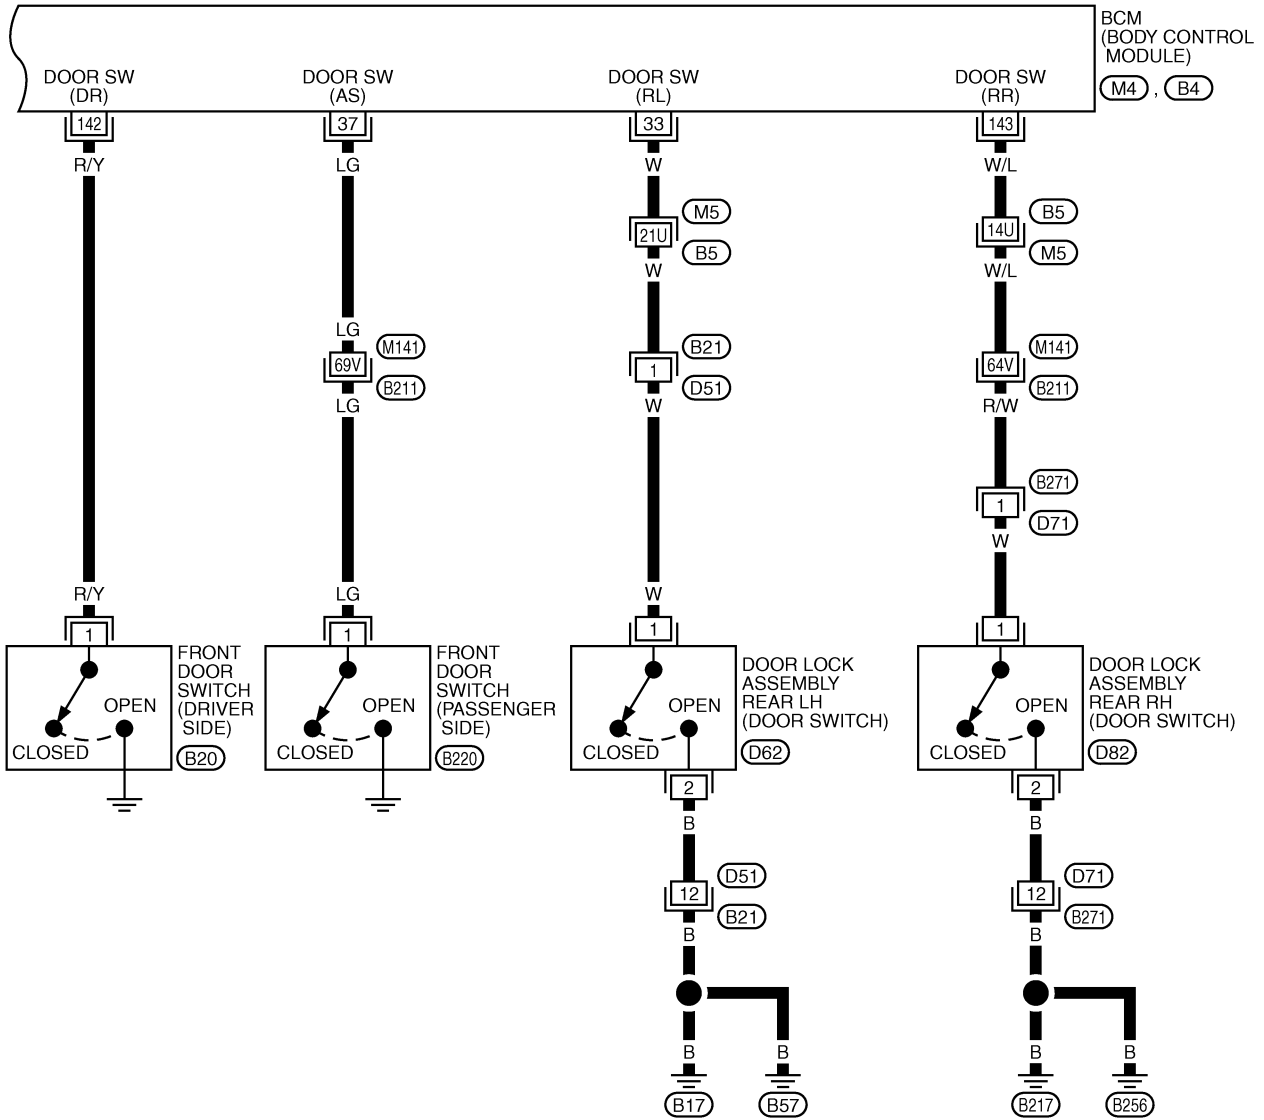 BCM
(BODY CONTROL
MODULE)
M4 , B4
DOOR SW
(DR)
DOOR SW
(AS)
DOOR SW
(RL)
DOOR SW
(RR)
142
37
33
143
R/Y
LG
W
W/L
M5
21U
B5
W
B5
14U
M5
W/L
LG
M141
69V
B211
LG
B21
1
D51
W
M141
64V
B211
R/W
B271
1
D71
W
R/Y
LG
W
1
1
1
1
FRONT
DOOR
SWITCH
(DRIVER
SIDE)
B20
OPEN
CLOSED
FRONT
DOOR
SWITCH
(PASSENGER
SIDE)
B220
OPEN
CLOSED
DOOR LOCK
ASSEMBLY
REAR LH
(DOOR SWITCH)
D62
OPEN
CLOSED
DOOR LOCK
ASSEMBLY
REAR RH
(DOOR SWITCH)
D82
OPEN
CLOSED
2
2
B
B
D51
12
B21
B
D71
12
B271
B
B
B
B
B
B17
B57
B217
B256